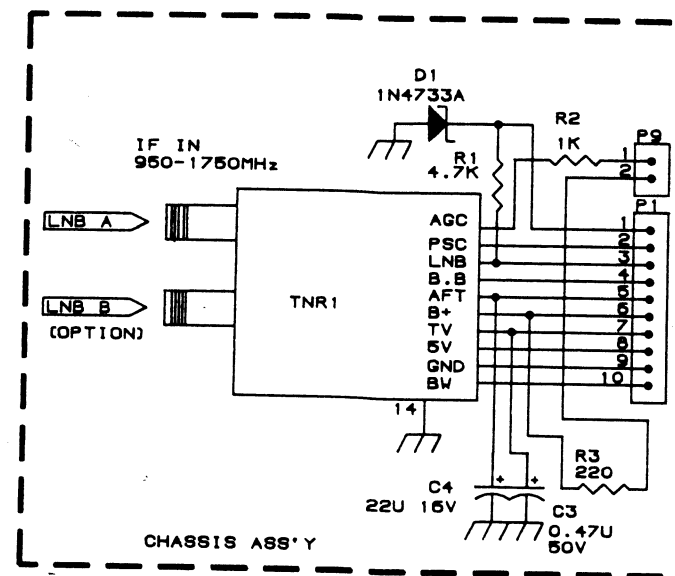 D1
1N4733A
R2
1K
P9
1
2
IF IN
950-1750MHz
R1
4.7K
P1
LNB A
LNB B
(OPTION)
TNR1
AGC
PSC
LNB
B.B
AFT
B+
TV
5V
GND
BW
1
2
3
4
5
6
7
8
9
10
14
R3
220
C4
22U 16V
+
+
C3
0.47U
50V
CHASSIS ASS'Y